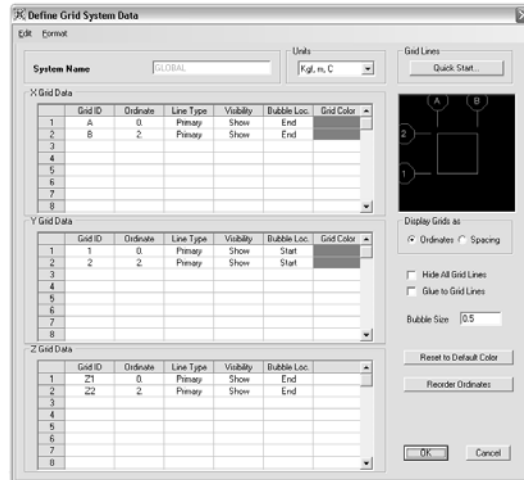 Define Grid System Data
Edit Format
System Name GLOBAL
Units
Kgf, m, C
Grid Lines
Quick Start...
X Grid Data
Grid ID Ordinate Line Type Visibility Bubble Loc. Grid Color
1 A 0. Primary Show End
2 B 2. Primary Show End
3
4
5
6
7
8
A B
2
1
Y Grid Data
Grid ID Ordinate Line Type Visibility Bubble Loc. Grid Color
1 1 0. Primary Show Start
2 2 2. Primary Show Start
3
4
5
6
7
8
Display Grids as
Ordinates Spacing
Hide All Grid Lines
Glue to Grid Lines
Bubble Size 0.5
Z Grid Data
Grid ID Ordinate Line Type Visibility Bubble Loc.
1 Z1 0. Primary Show End
2 Z2 2. Primary Show End
3
4
5
6
7
8
Reset to Default Color
Reorder Ordinates
OK Cancel